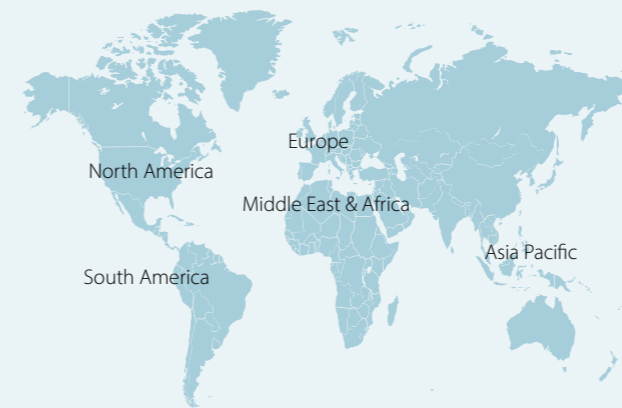 Europe
North America
Middle East & Africa
Asia Pacific
South America